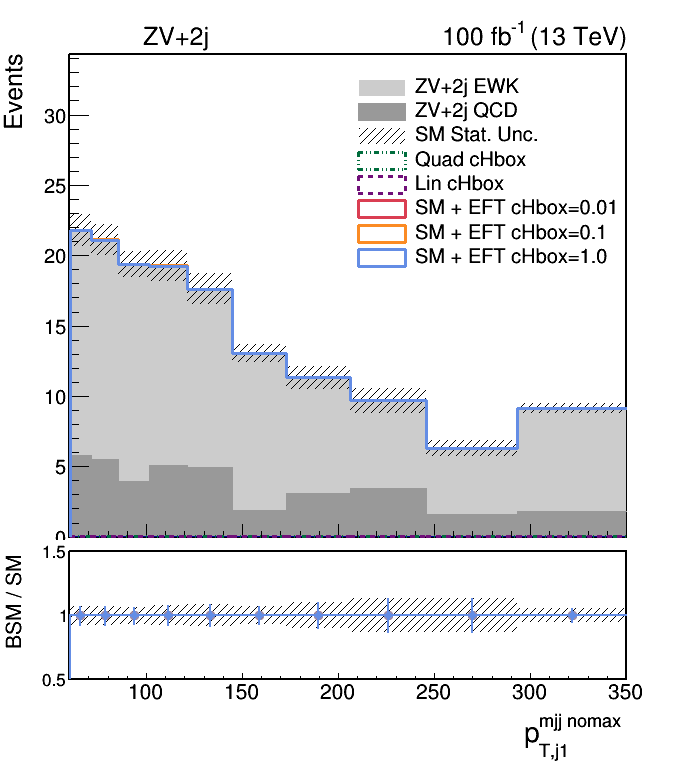 ZV+2j 100 fb-1 (13 TeV)
Events
ZV+2j EWK
ZV+2j QCD
SM Stat. Unc.
Quad cHbox
Lin cHbox
SM + EFT cHbox=0.01
SM + EFT cHbox=0.1
SM + EFT cHbox=1.0
30
25
20
15
10
5
0
BSM / SM
1.5
1
0.5
100 150 200 250 300 350
p_T,j1^mjj nomax